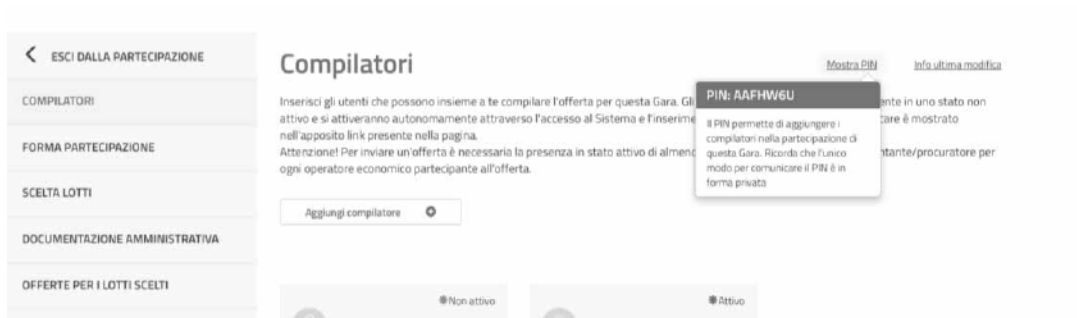 ESCI DALLA PARTECIPAZIONE
COMPILATORI
FORMA PARTECIPAZIONE
SCELTA LOTTI
DOCUMENTAZIONE AMMINISTRATIVA
OFFERTE PER I LOTTI SCELTI
Compilatori
Mostra PIN
Info ultima modifica
Inserisci gli utenti che possono insieme a te compilare l'offerta per questa Gara. Gli
ente in uno stato non
attivo e si attiveranno autonomamente attraverso l'accesso al Sistema e l'inserime
care è mostrato
nell'apposito link presente nella pagina.
Attenzione! Per inviare un'offerta è necessaria la presenza in stato attivo di almeno
ntante/procuratore per
ogni operatore economico partecipante all'offerta.
PIN: AAFHW6U
Il PIN permette di aggiungere i
compilatori nella partecipazione di
questa Gara. Ricorda che l'unico
modo per comunicare il PIN è in
forma privata
Aggiungi compilatore
Non attivo
Attivo